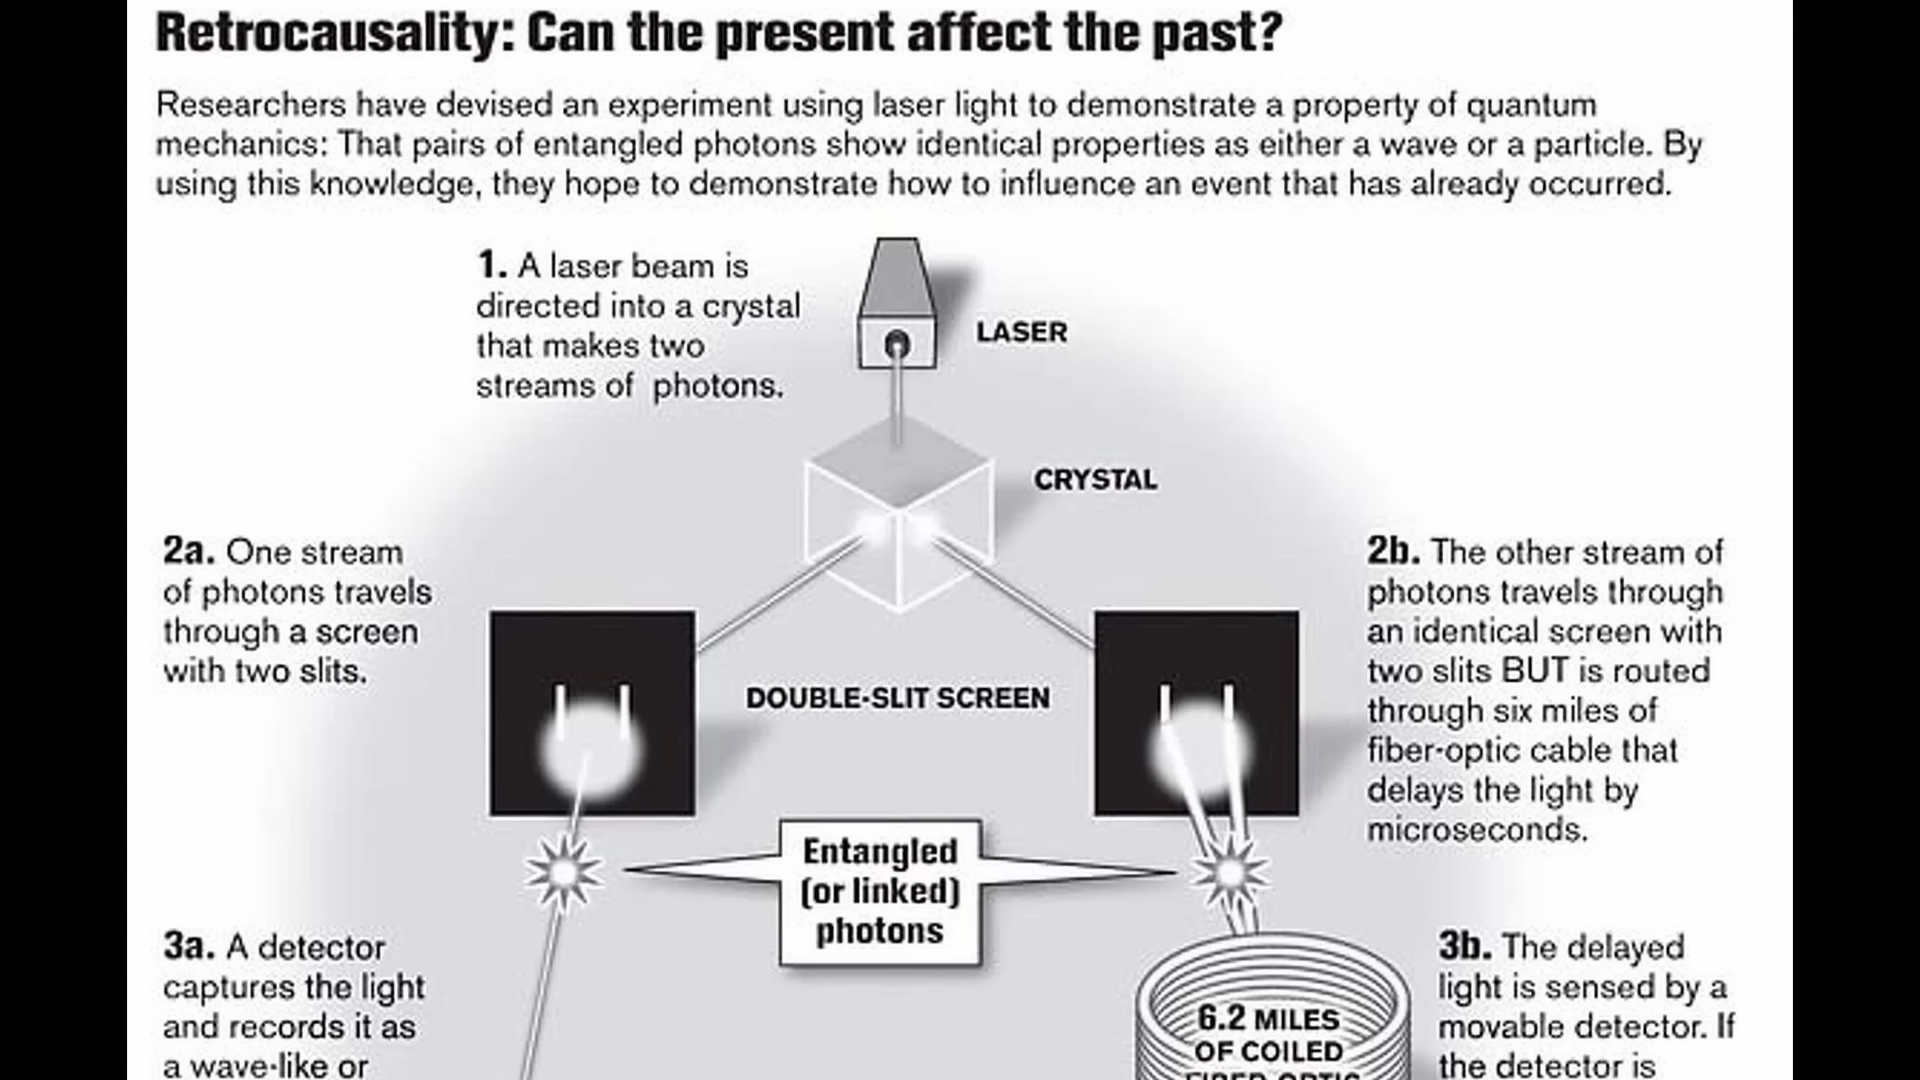 Retrocausality: Can the present affect the past?
Researchers have devised an experiment using laser light to demonstrate a property of quantum
mechanics: That pairs of entangled photons show identical properties as either a wave or a particle. By
using this knowledge, they hope to demonstrate how to influence an event that has already occurred.
1. A laser beam is
directed into a crystal
that makes two
streams of photons.
LASER
CRYSTAL
2a. One stream
of photons travels
through a screen
with two slits.
DOUBLE-SLIT SCREEN
2b. The other stream of
photons travels through
an identical screen with
two slits BUT is routed
through six miles of
fiber-optic cable that
delays the light by
microseconds.
Entangled
(or linked)
photons
3a. A detector
captures the light
and records it as
a wave-like or
6.2 MILES
OF COILED
FIBER-OPTIC
3b. The delayed
light is sensed by a
movable detector. If
the detector is